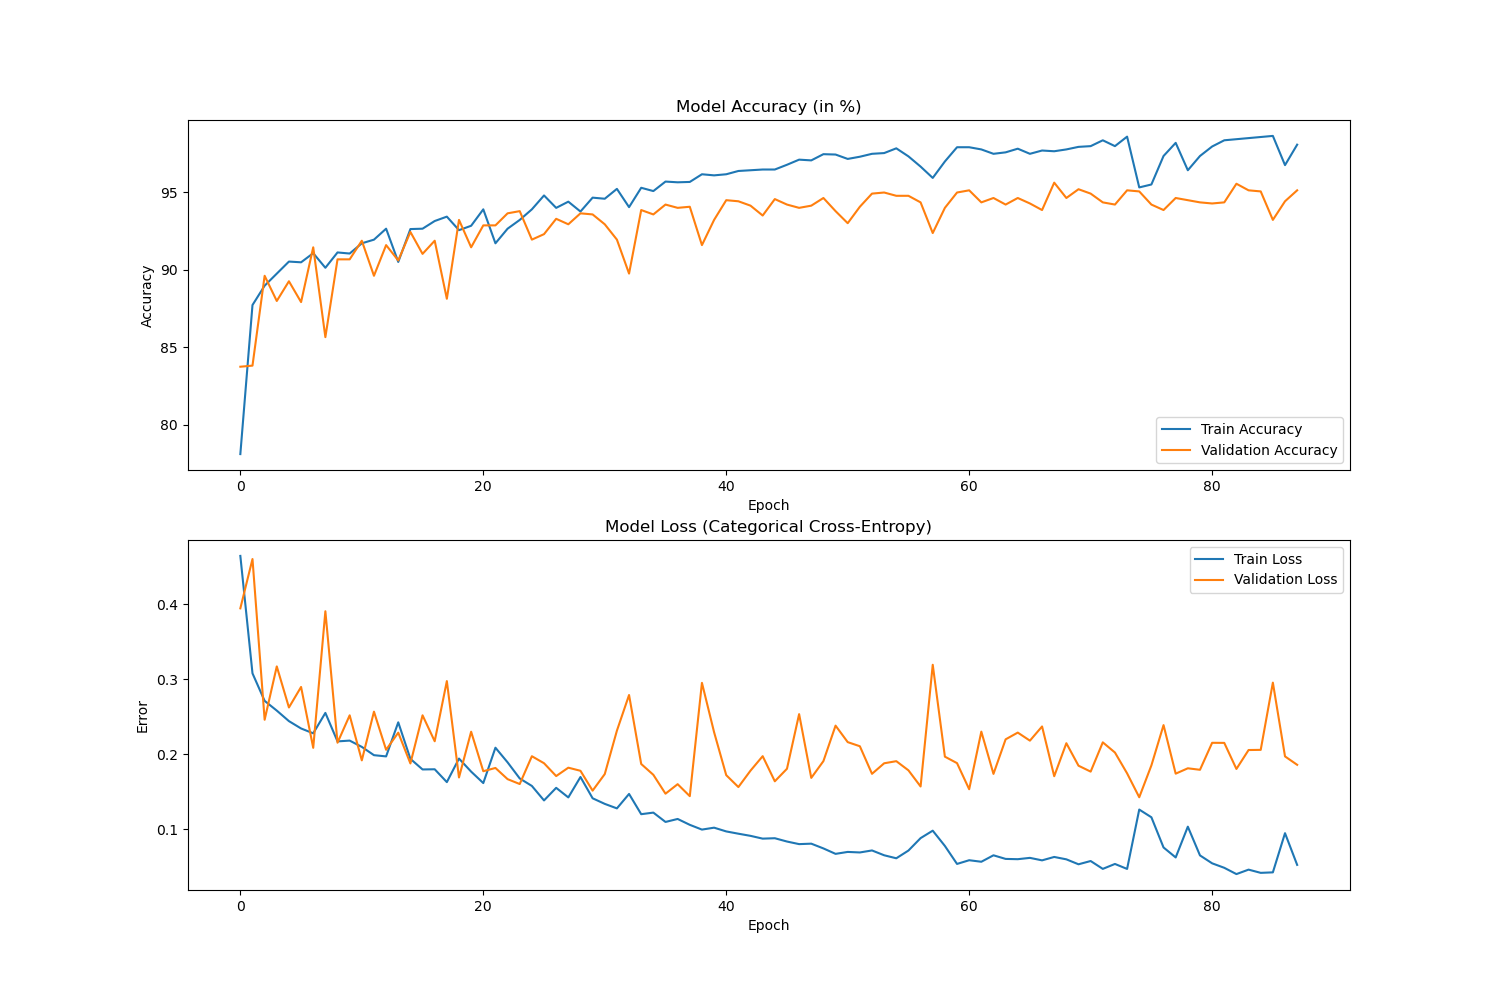 Model Accuracy (in %)
Accuracy
95
90
85
80
Train Accuracy
Validation Accuracy
0 20 40 60 80
Epoch
Model Loss (Categorical Cross-Entropy)
Error
0.4
0.3
0.2
0.1
Train Loss
Validation Loss
0 20 40 60 80
Epoch